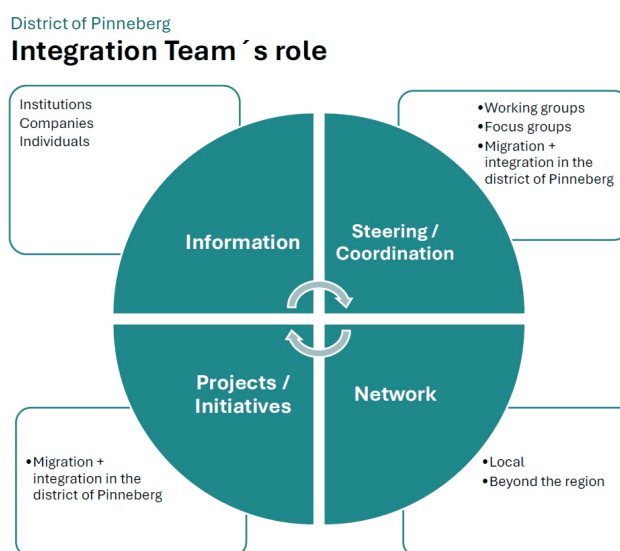 District of Pinneberg
Integration Team´s role
Institutions
Companies
Individuals
•Working groups
•Focus groups
•Migration +
integration in the
district of Pinneberg
Information
Steering /
Coordination
Projects /
Initiatives
Network
•Migration +
integration in the
district of Pinneberg
•Local
•Beyond the region